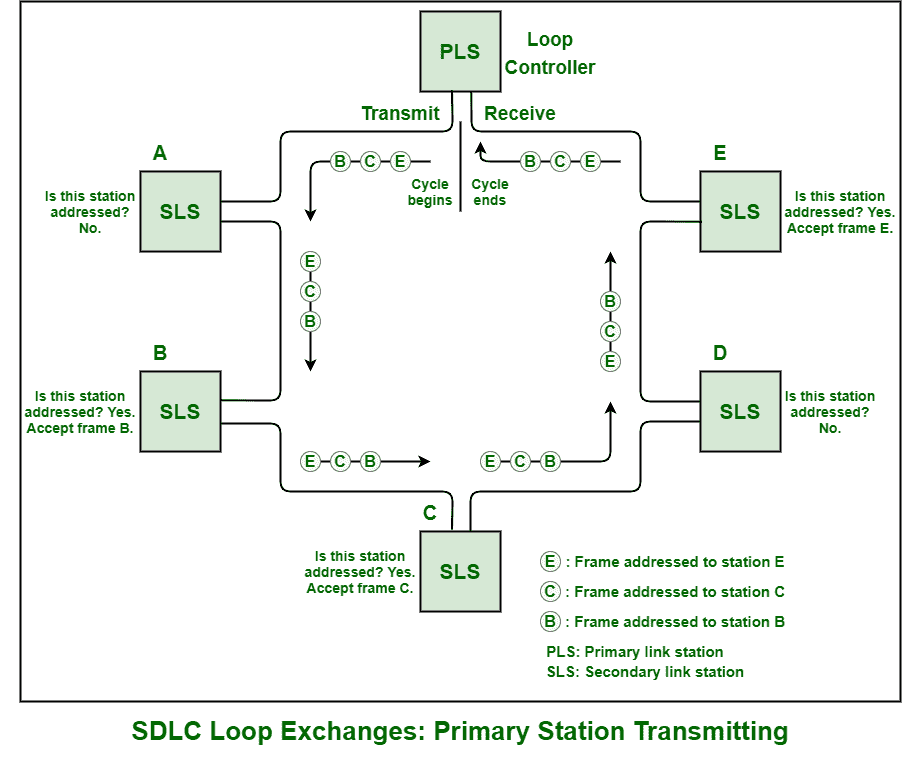 PLS
Loop
Controller
Transmit
Receive
B C E
B C E
Cycle
begins
Cycle
ends
A
Is this station
addressed?
No.
SLS
E
SLS
Is this station
addressed? Yes.
Accept frame E.
E
C
B
B
C
E
B
Is this station
addressed? Yes.
Accept frame B.
SLS
D
SLS
Is this station
addressed?
No.
E C B
E C B
C
Is this station
addressed? Yes.
Accept frame C.
SLS
E : Frame addressed to station E
C : Frame addressed to station C
B : Frame addressed to station B
PLS: Primary link station
SLS: Secondary link station
SDLC Loop Exchanges: Primary Station Transmitting